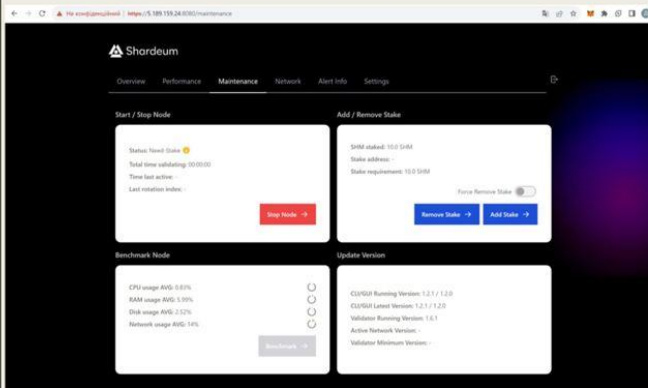 Не конфіденційний
https://5.189.159.24:8080/maintenance
Shardeum
Overview Performance Maintenance Network Alert Info Settings
Start / Stop Node
Status: Need Stake
Total time validating: 00:00:00
Time last active: -
Last rotation index: -
Stop Node →
Add / Remove Stake
SHM staked: 10.0 SHM
Stake address: -
Stake requirement: 10.0 SHM
Force Remove Stake
Remove Stake → Add Stake →
Benchmark Node
CPU usage AVG: 0.83%
RAM usage AVG: 5.99%
Disk usage AVG: 2.52%
Network usage AVG: 14%
Benchmark →
Update Version
CLI/GUI Running Version: 1.2.1 / 1.2.0
CLI/GUI Latest Version: 1.2.1 / 1.2.0
Validator Running Version: 1.6.1
Active Network Version: -
Validator Minimum Version: -